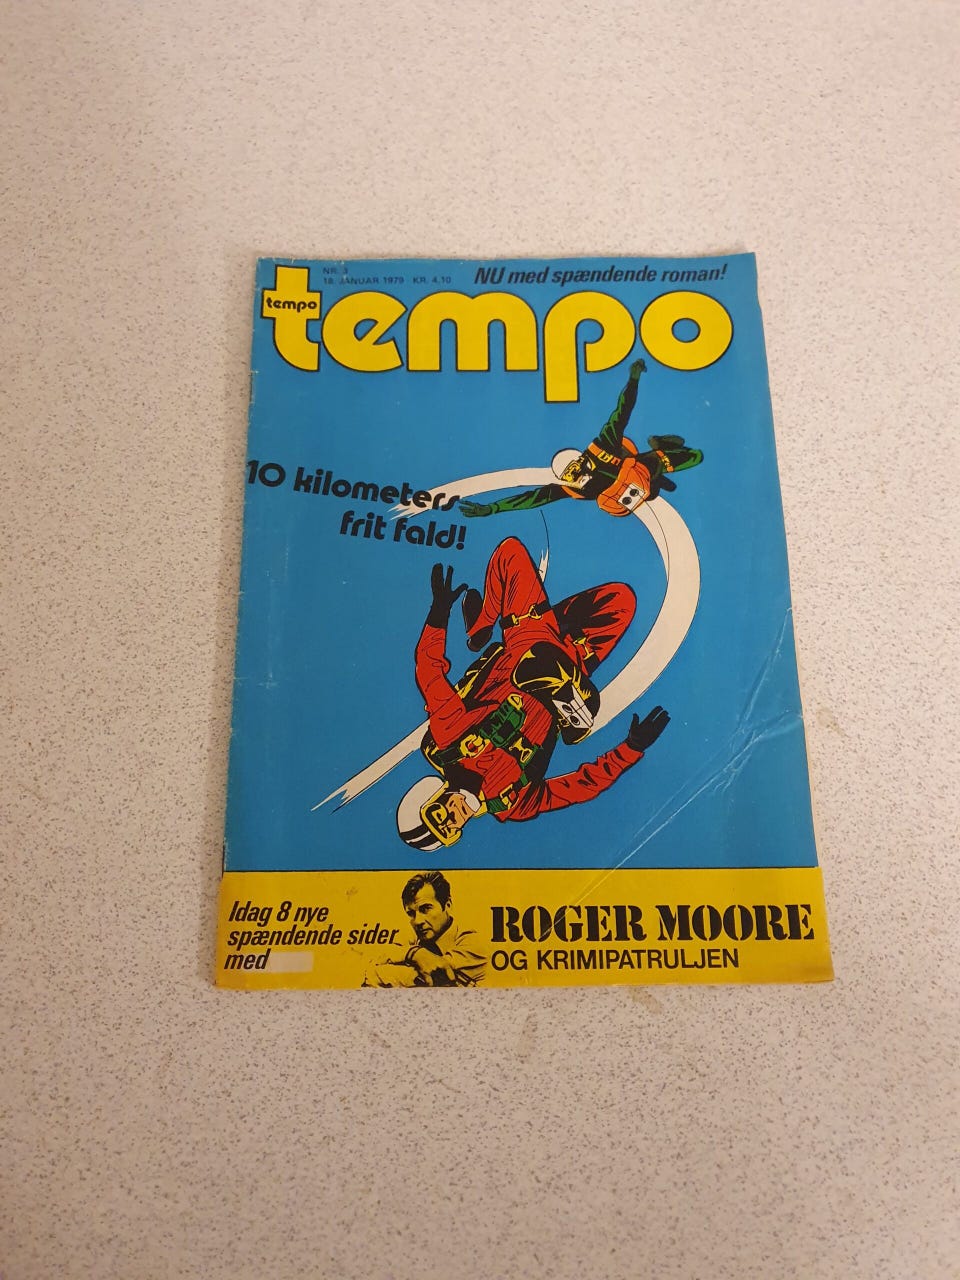 NR. 3
18. JANUAR 1979 KR. 4,10
NU med spændende roman!
tempo
tempo
10 kilometers
frit fald!
Idag 8 nye
spændende sider
med
ROGER MOORE
OG KRIMIPATRULJEN